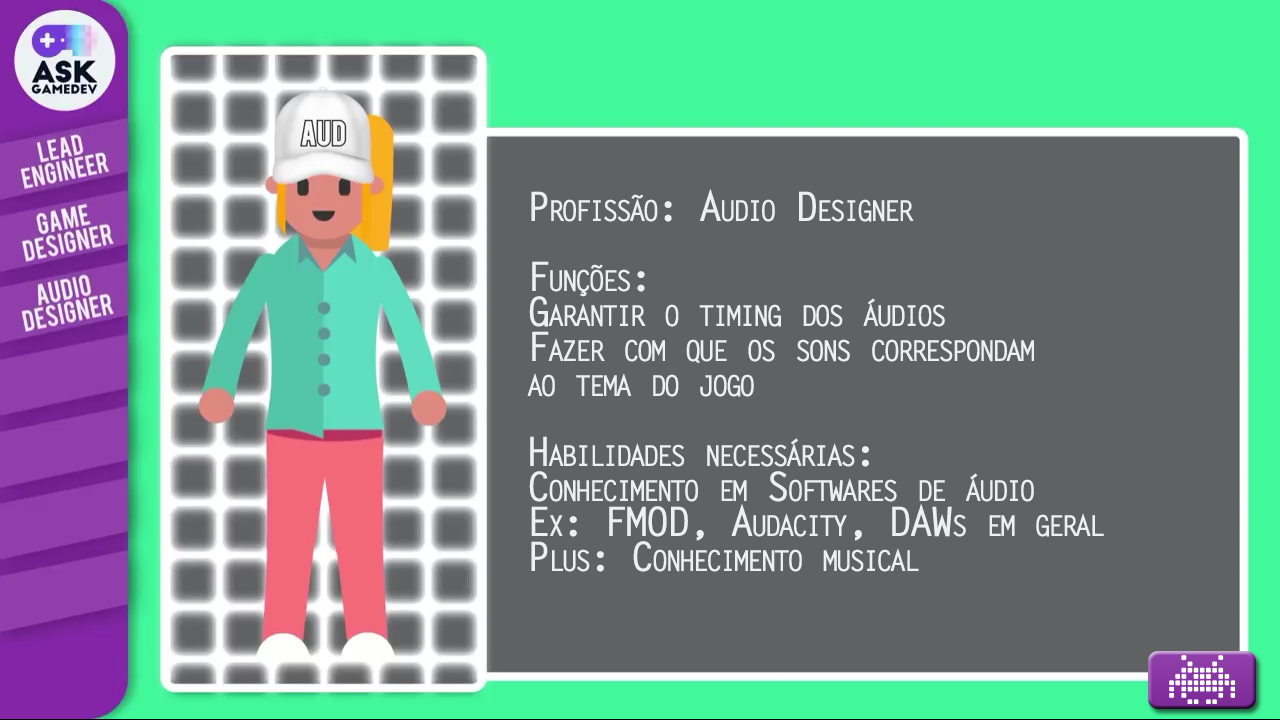 ASK
GAMEDEV
LEAD
ENGINEER
GAME
DESIGNER
AUDIO
DESIGNER
AUD
Profissão: Audio Designer
Funções:
Garantir o timing dos áudios
Fazer com que os sons correspondam
ao tema do jogo
Habilidades necessárias:
Conhecimento em Softwares de áudio
Ex: FMOD, Audacity, DAWs em geral
Plus: Conhecimento musical